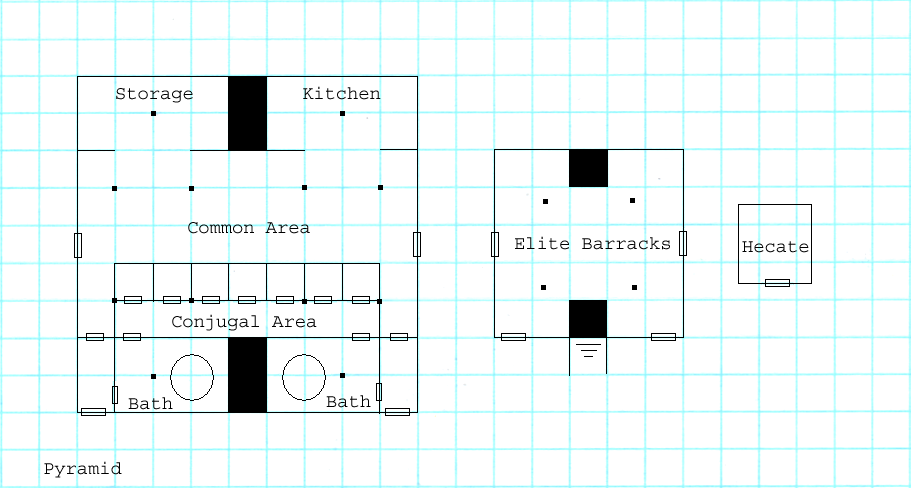 Storage
Kitchen
Common Area
Elite Barracks
Hecate
Conjugal Area
Bath
Bath
Pyramid